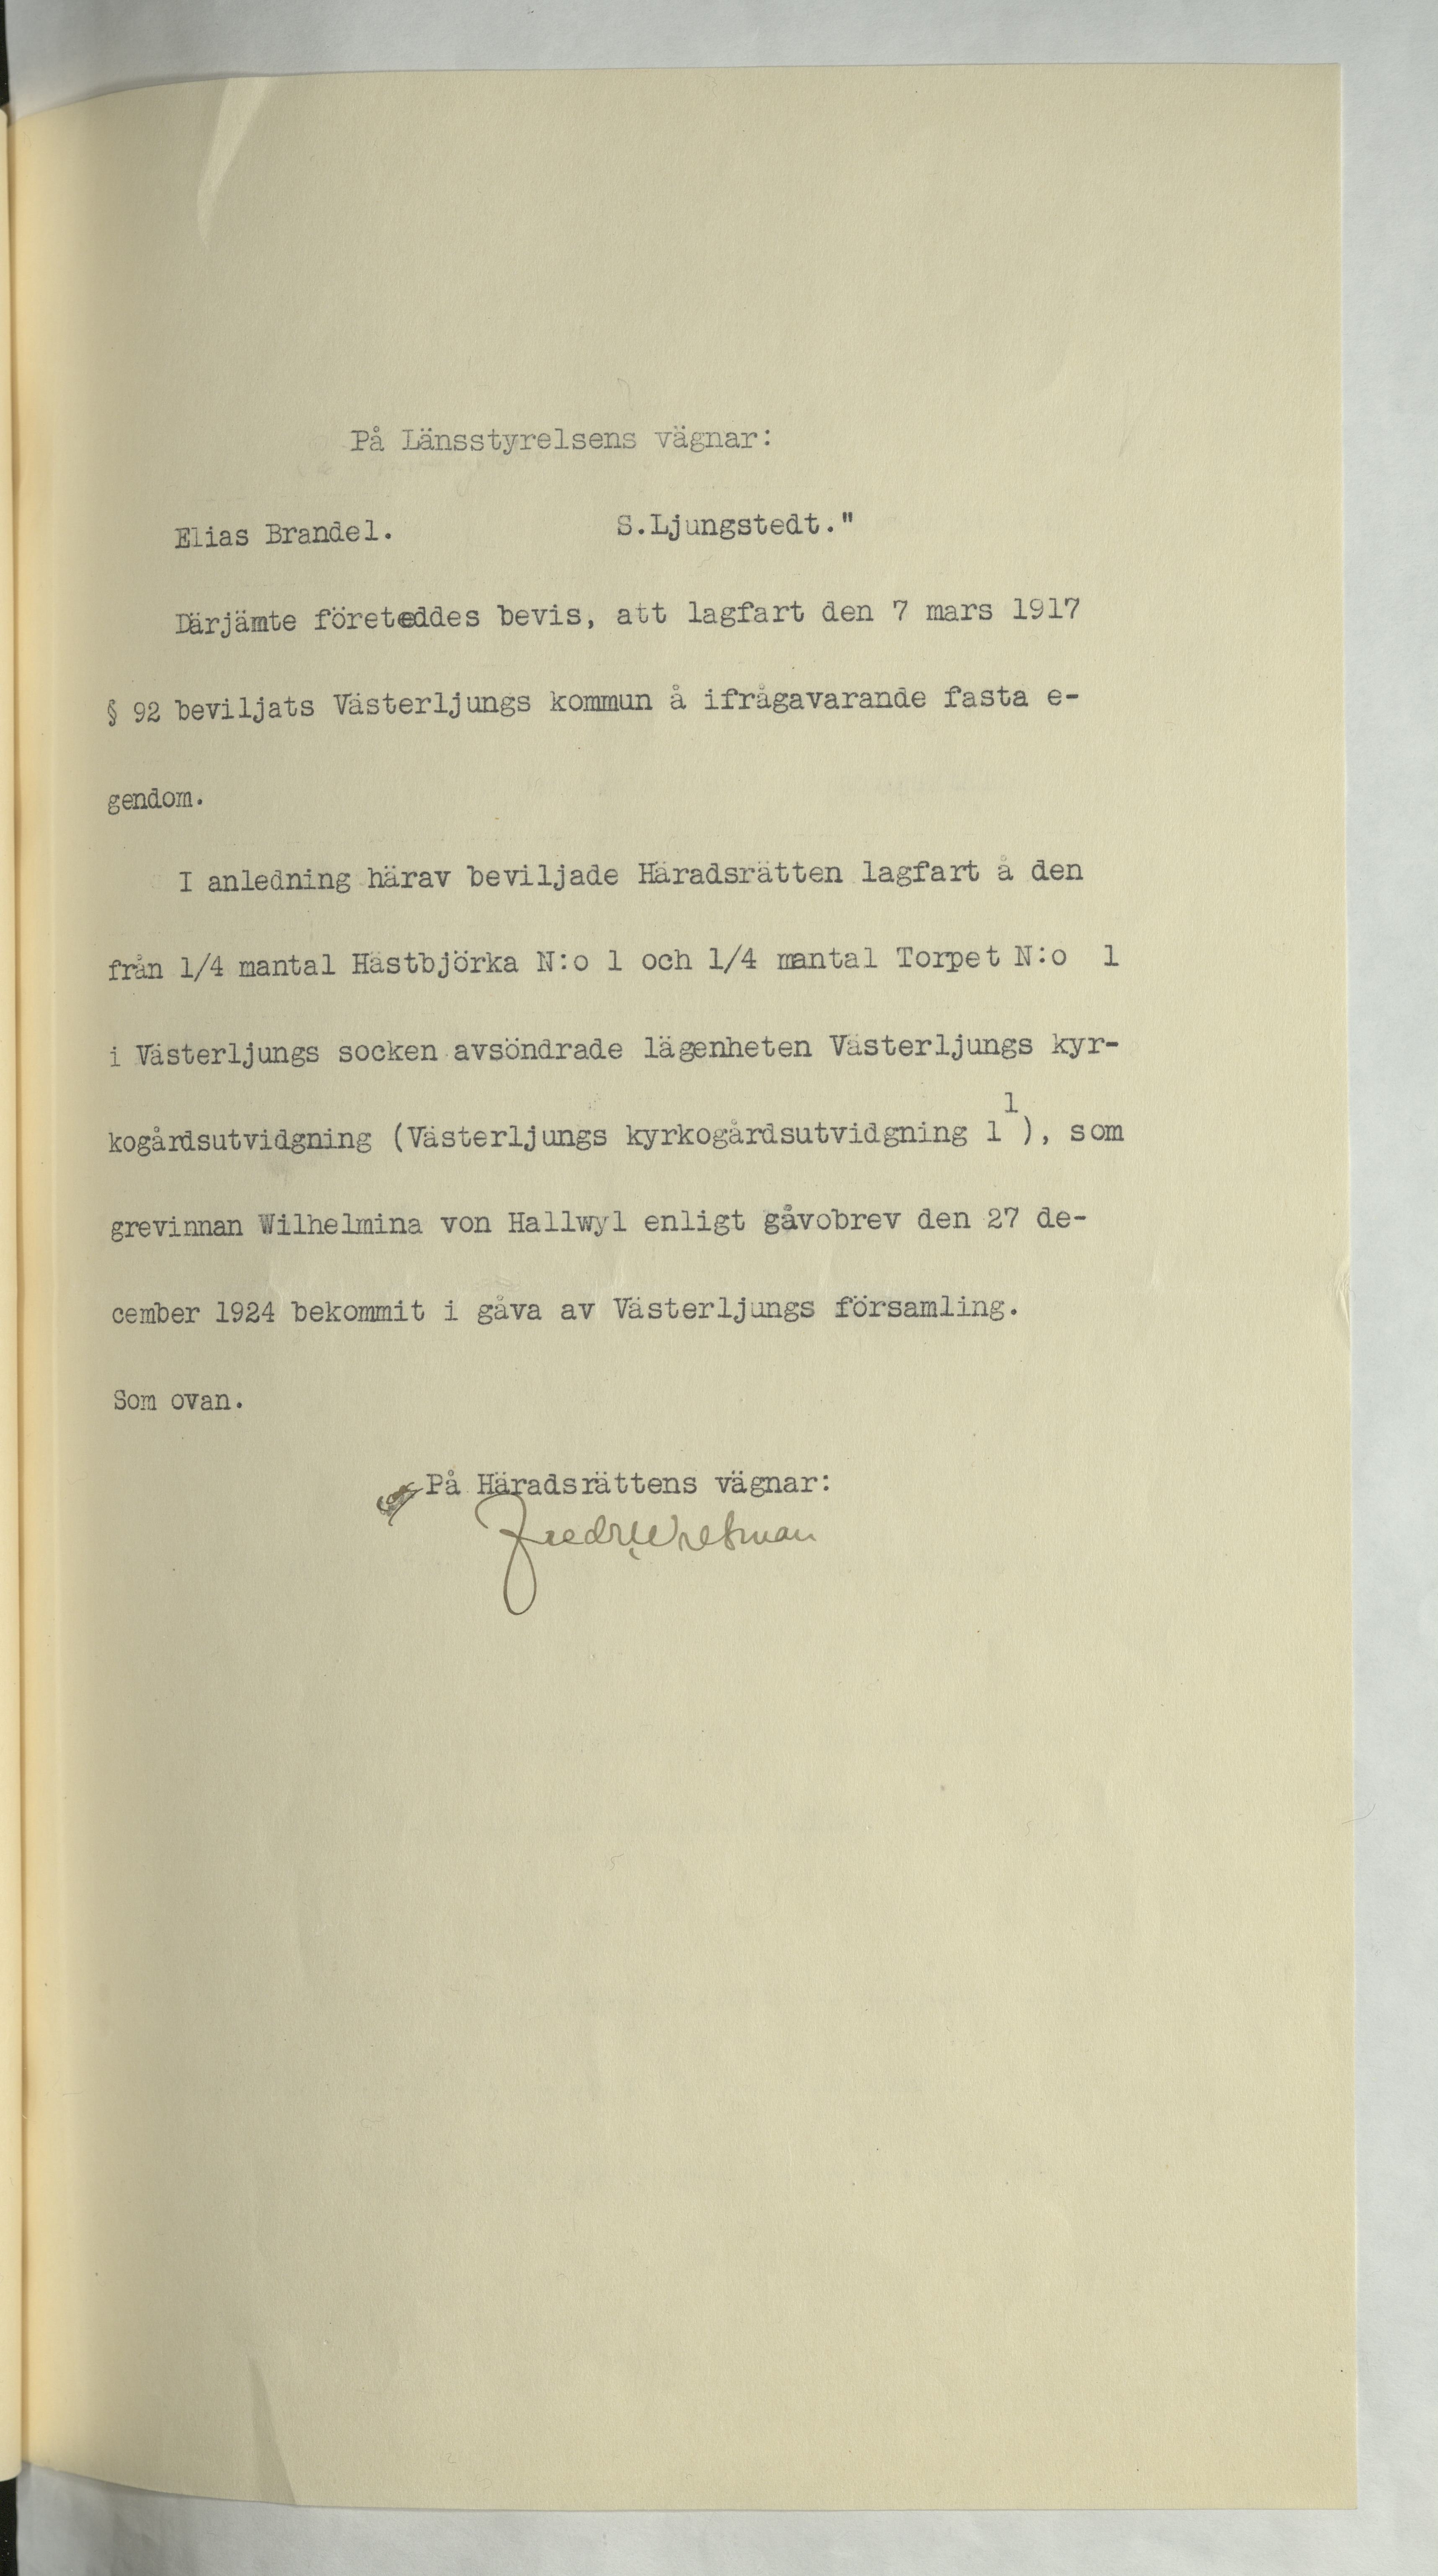 På Länsstyrelsens vägnar:
Elias Brandel. S.Ljungstedt."
Därjämte företeddes bevis, att lagfart den 7 mars 1917
§ 92 beviljats Västerljungs kommun å ifrågavarande fasta e-
gendom.
I anledning härav beviljade Häradsrätten lagfart å den
från 1/4 mantal Hästbjörka N:o 1 och 1/4 mantal Torpet N:o 1
i Västerljungs socken avsöndrade lägenheten Västerljungs kyr-
kogårdsutvidgning (Västerljungs kyrkogårdsutvidgning 1¹), som
grevinnan Wilhelmina von Hallwyl enligt gåvobrev den 27 de-
cember 1924 bekommit i gåva av Västerljungs församling.
Som ovan.
På Häradsrättens vägnar:
Fredr Wretman